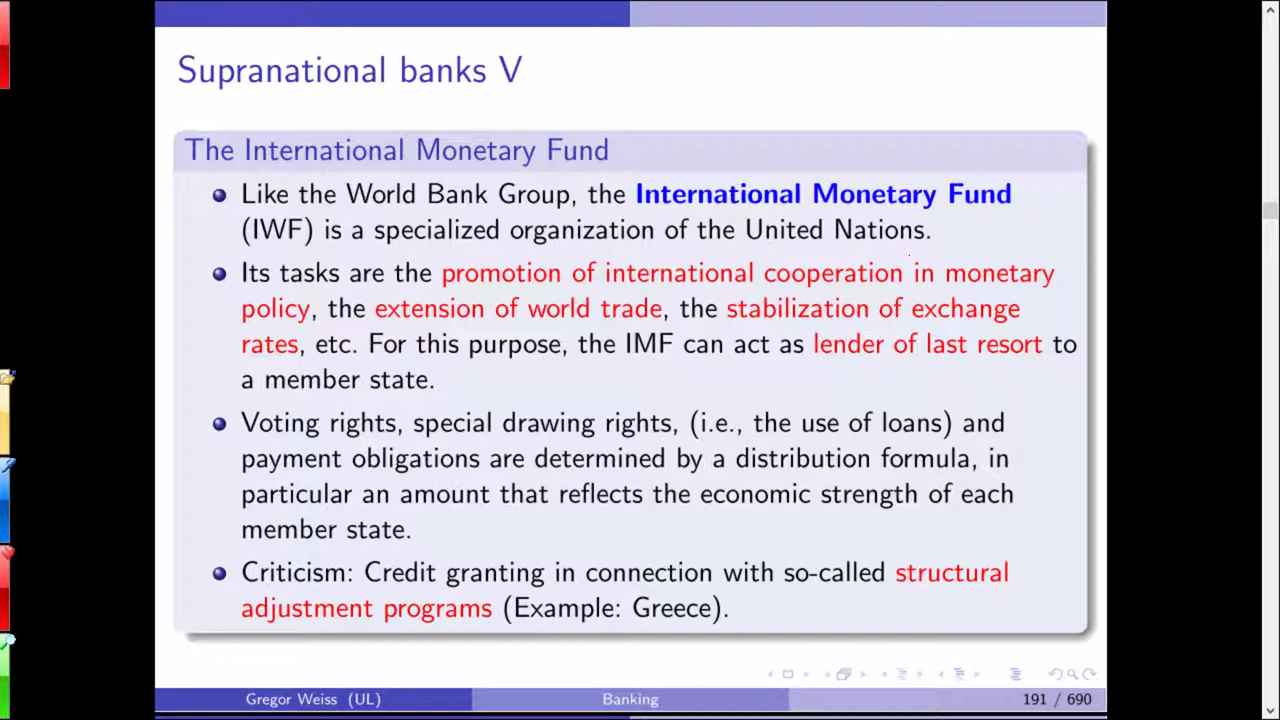 Supranational banks V
The International Monetary Fund
Like the World Bank Group, the International Monetary Fund
(IWF) is a specialized organization of the United Nations.
Its tasks are the promotion of international cooperation in monetary
policy, the extension of world trade, the stabilization of exchange
rates, etc. For this purpose, the IMF can act as lender of last resort to
a member state.
Voting rights, special drawing rights, (i.e., the use of loans) and
payment obligations are determined by a distribution formula, in
particular an amount that reflects the economic strength of each
member state.
Criticism: Credit granting in connection with so-called structural
adjustment programs (Example: Greece).
Gregor Weiss (UL) Banking 191 / 690